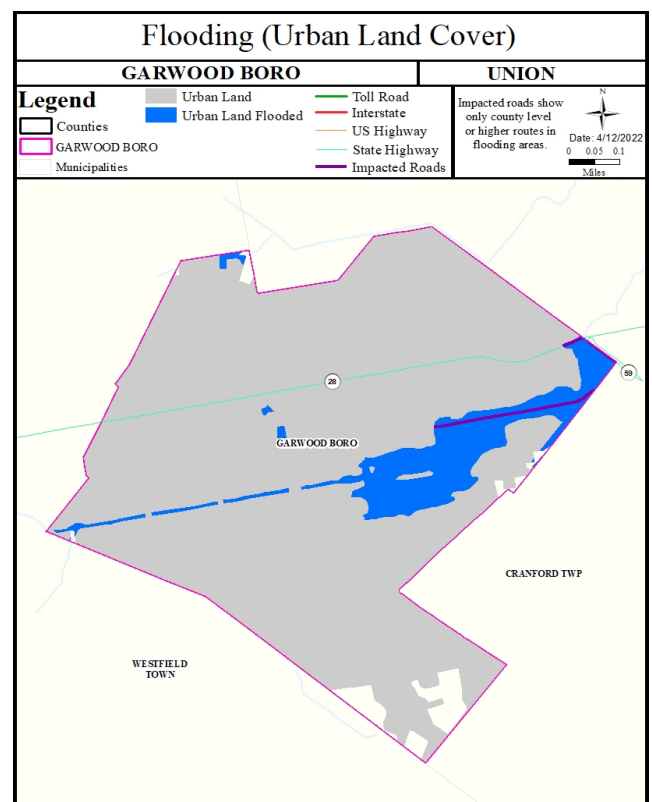 Flooding (Urban Land Cover)
GARWOOD BORO
UNION
Legend
Counties
GARWOOD BORO
Municipalities
Urban Land
Urban Land Flooded
Toll Road
Interstate
US Highway
State Highway
Impacted Roads
Impacted roads show
only county level
or higher routes in
flooding areas.
N
Date: 4/12/2022
0 0.05 0.1
Miles
28
59
GARWOOD BORO
CRANFORD TWP
WESTFIELD
TOWN